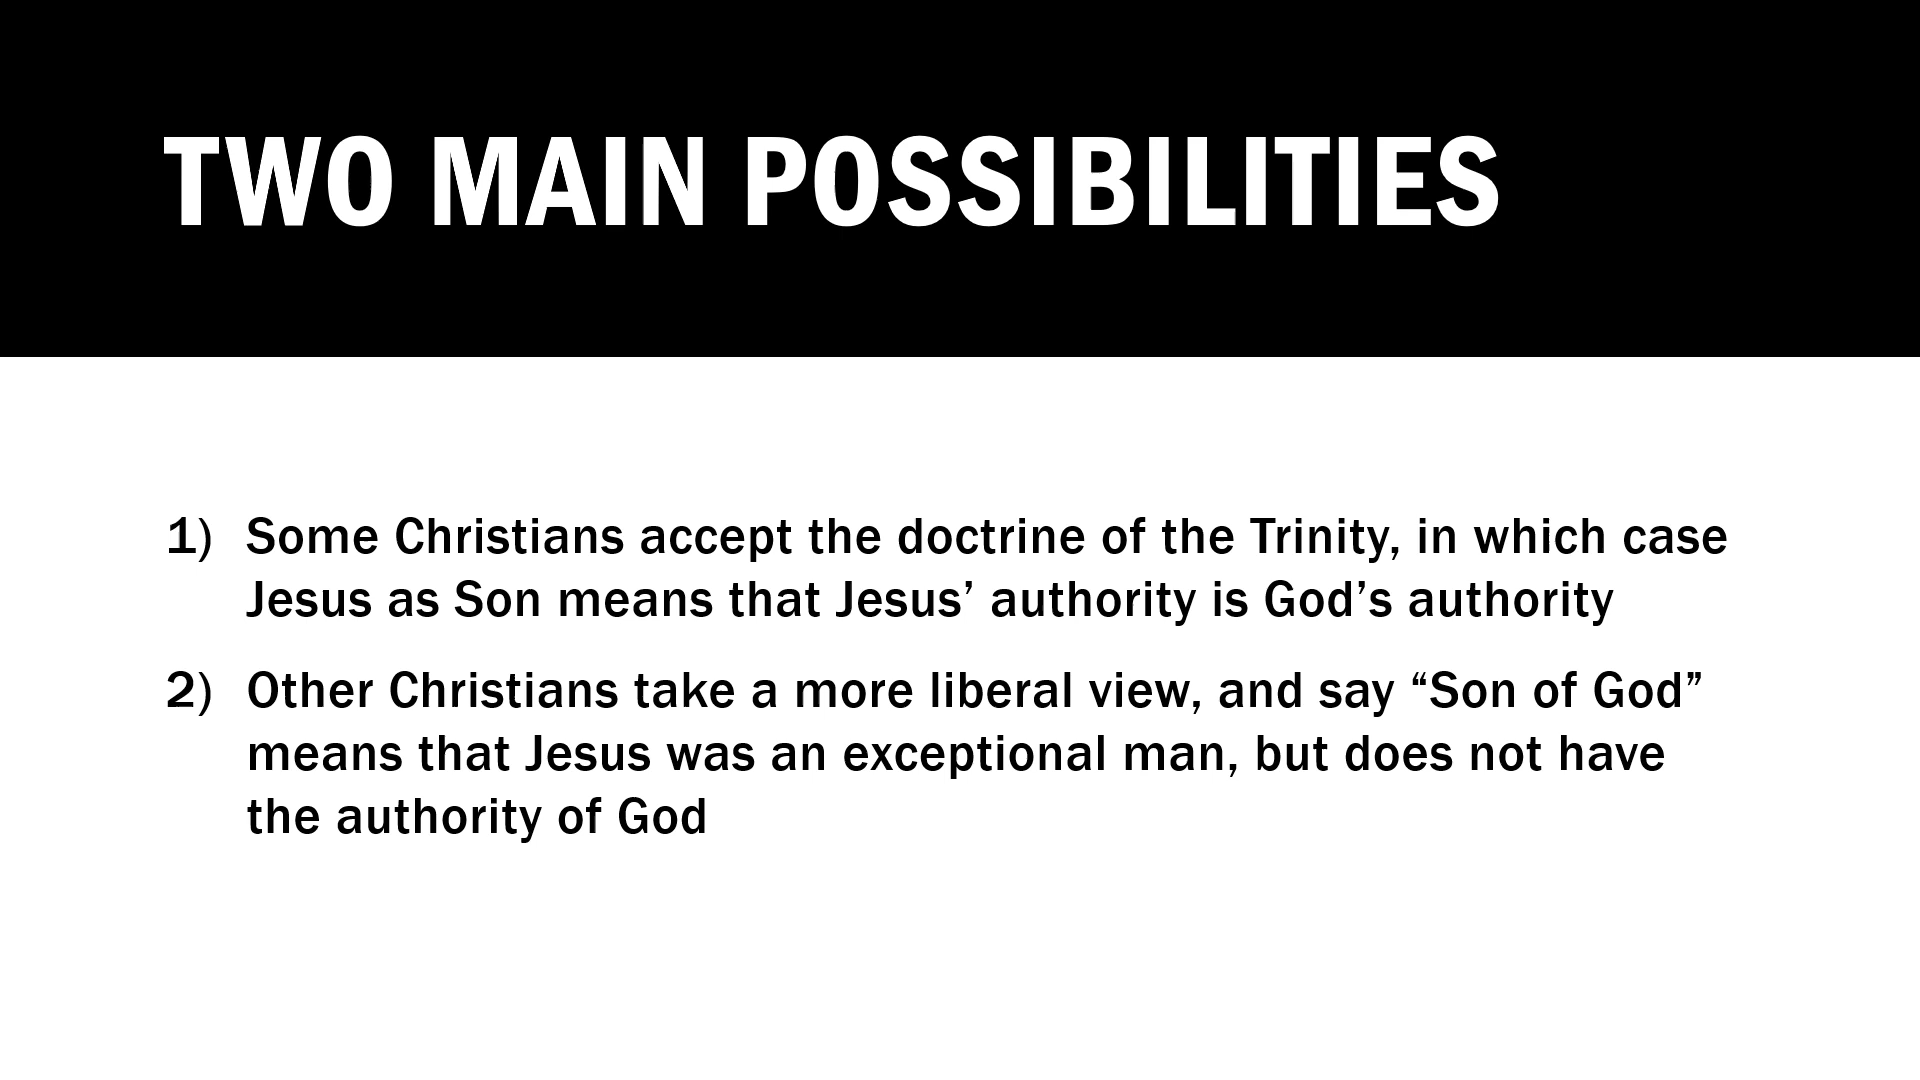 TWO MAIN POSSIBILITIES
1) Some Christians accept the doctrine of the Trinity, in which case
Jesus as Son means that Jesus’ authority is God’s authority
2) Other Christians take a more liberal view, and say “Son of God”
means that Jesus was an exceptional man, but does not have
the authority of God